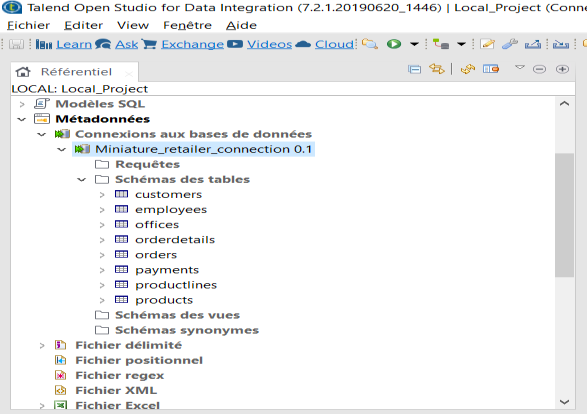 Talend Open Studio for Data Integration (7.2.1.20190620_1446) | Local_Project (Conne
Fichier Editer View Fenêtre Aide
Learn Ask Exchange Videos Cloud
Référentiel
LOCAL: Local_Project
Modèles SQL
Métadonnées
Connexions aux bases de données
Miniature_retailer_connection 0.1
Requêtes
Schémas des tables
customers
employees
offices
orderdetails
orders
payments
productlines
products
Schémas des vues
Schémas synonymes
Fichier délimité
Fichier positionnel
Fichier regex
Fichier XML
Fichier Excel